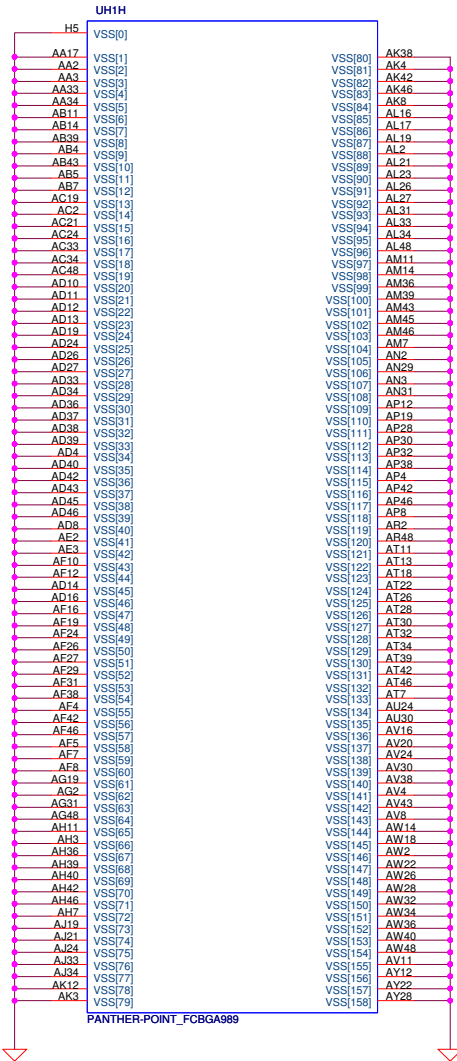 UH1H
H5 VSS[0]
AA17 VSS[1]
AA2 VSS[2]
AA3 VSS[3]
AA33 VSS[4]
AA34 VSS[5]
AB11 VSS[6]
AB14 VSS[7]
AB39 VSS[8]
AB4 VSS[9]
AB43 VSS[10]
AB5 VSS[11]
AB7 VSS[12]
AC19 VSS[13]
AC2 VSS[14]
AC21 VSS[15]
AC24 VSS[16]
AC33 VSS[17]
AC34 VSS[18]
AC48 VSS[19]
AD10 VSS[20]
AD11 VSS[21]
AD12 VSS[22]
AD13 VSS[23]
AD19 VSS[24]
AD24 VSS[25]
AD26 VSS[26]
AD27 VSS[27]
AD33 VSS[28]
AD34 VSS[29]
AD36 VSS[30]
AD37 VSS[31]
AD38 VSS[32]
AD39 VSS[33]
AD4 VSS[34]
AD40 VSS[35]
AD42 VSS[36]
AD43 VSS[37]
AD45 VSS[38]
AD46 VSS[39]
AD8 VSS[40]
AE2 VSS[41]
AE3 VSS[42]
AF10 VSS[43]
AF12 VSS[44]
AD14 VSS[45]
AD16 VSS[46]
AF16 VSS[47]
AF19 VSS[48]
AF24 VSS[49]
AF26 VSS[50]
AF27 VSS[51]
AF29 VSS[52]
AF31 VSS[53]
AF38 VSS[54]
AF4 VSS[55]
AF42 VSS[56]
AF46 VSS[57]
AF5 VSS[58]
AF7 VSS[59]
AF8 VSS[60]
AG19 VSS[61]
AG2 VSS[62]
AG31 VSS[63]
AG48 VSS[64]
AH11 VSS[65]
AH3 VSS[66]
AH36 VSS[67]
AH39 VSS[68]
AH40 VSS[69]
AH42 VSS[70]
AH46 VSS[71]
AH7 VSS[72]
AJ19 VSS[73]
AJ21 VSS[74]
AJ24 VSS[75]
AJ33 VSS[76]
AJ34 VSS[77]
AK12 VSS[78]
AK3 VSS[79]
VSS[80] AK38
VSS[81] AK4
VSS[82] AK42
VSS[83] AK46
VSS[84] AK8
VSS[85] AL16
VSS[86] AL17
VSS[87] AL19
VSS[88] AL2
VSS[89] AL21
VSS[90] AL23
VSS[91] AL26
VSS[92] AL27
VSS[93] AL31
VSS[94] AL33
VSS[95] AL34
VSS[96] AL48
VSS[97] AM11
VSS[98] AM14
VSS[99] AM36
VSS[100] AM39
VSS[101] AM43
VSS[102] AM45
VSS[103] AM46
VSS[104] AM7
VSS[105] AN2
VSS[106] AN29
VSS[107] AN3
VSS[108] AN31
VSS[109] AP12
VSS[110] AP19
VSS[111] AP28
VSS[112] AP30
VSS[113] AP32
VSS[114] AP38
VSS[115] AP4
VSS[116] AP42
VSS[117] AP46
VSS[118] AP8
VSS[119] AR2
VSS[120] AR48
VSS[121] AT11
VSS[122] AT13
VSS[123] AT18
VSS[124] AT22
VSS[125] AT26
VSS[126] AT28
VSS[127] AT30
VSS[128] AT32
VSS[129] AT34
VSS[130] AT39
VSS[131] AT42
VSS[132] AT46
VSS[133] AT7
VSS[134] AU24
VSS[135] AU30
VSS[136] AV16
VSS[137] AV20
VSS[138] AV24
VSS[139] AV30
VSS[140] AV38
VSS[141] AV4
VSS[142] AV43
VSS[143] AV8
VSS[144] AW14
VSS[145] AW18
VSS[146] AW2
VSS[147] AW22
VSS[148] AW26
VSS[149] AW28
VSS[150] AW32
VSS[151] AW34
VSS[152] AW36
VSS[153] AW40
VSS[154] AW48
VSS[155] AV11
VSS[156] AY12
VSS[157] AY22
VSS[158] AY28
PANTHER-POINT_FCBGA989